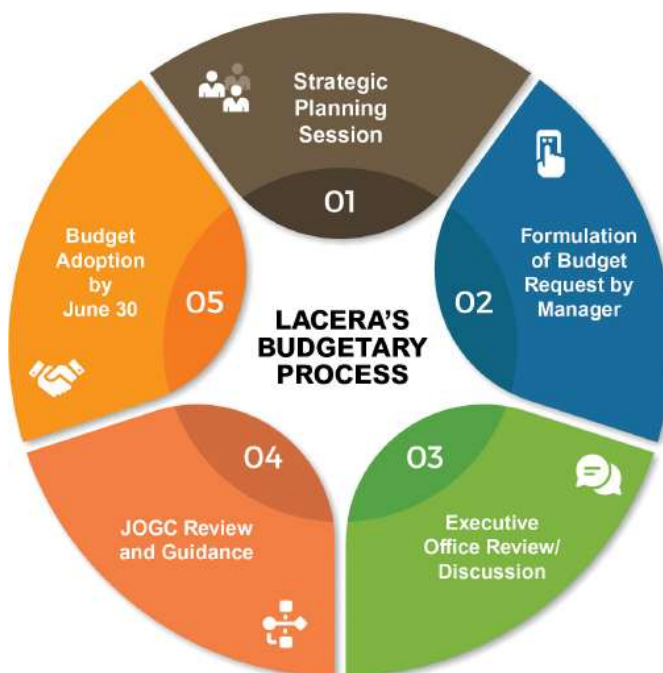 Strategic
Planning
Session
01
Formulation
of Budget
Request by
Manager
02
Executive
Office Review/
Discussion
03
JOGC Review
and Guidance
04
Budget
Adoption
by
June 30
05
LACERA’S
BUDGETARY
PROCESS